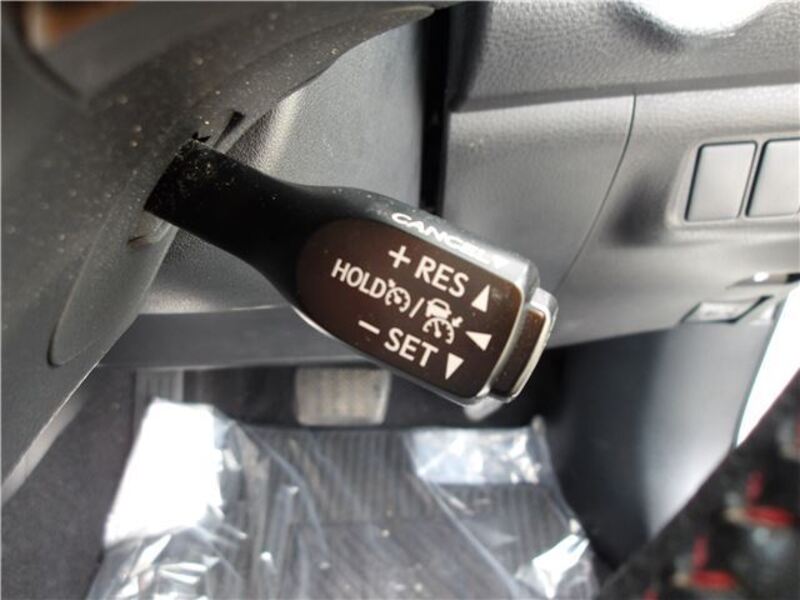 CANCEL
+ RES ▲
HOLD / ◀
− SET ▼